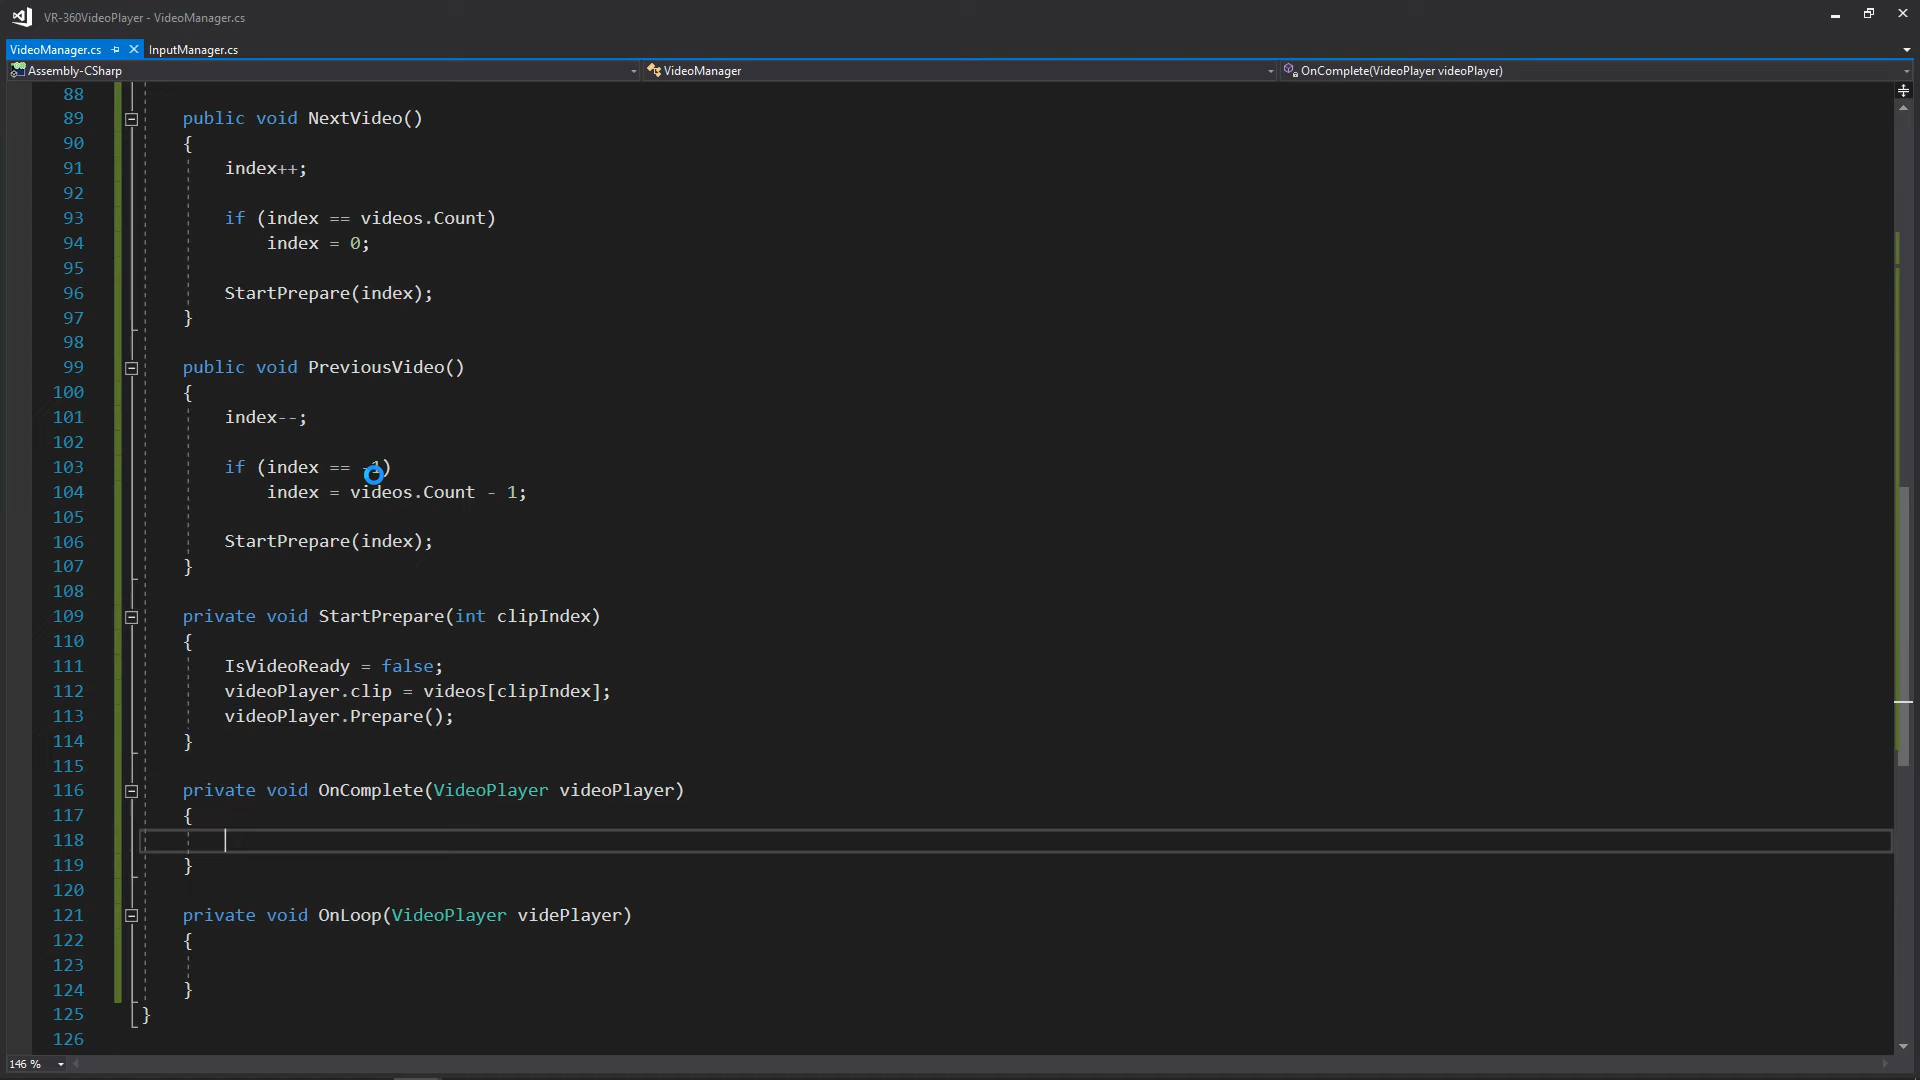 VR-360VideoPlayer - VideoManager.cs
VideoManager.cs InputManager.cs
Assembly-CSharp VideoManager OnComplete(VideoPlayer videoPlayer)
88
89 public void NextVideo()
90 {
91 index++;
92
93 if (index == videos.Count)
94 index = 0;
95
96 StartPrepare(index);
97 }
98
99 public void PreviousVideo()
100 {
101 index--;
102
103 if (index == -1)
104 index = videos.Count - 1;
105
106 StartPrepare(index);
107 }
108
109 private void StartPrepare(int clipIndex)
110 {
111 IsVideoReady = false;
112 videoPlayer.clip = videos[clipIndex];
113 videoPlayer.Prepare();
114 }
115
116 private void OnComplete(VideoPlayer videoPlayer)
117 {
118
119 }
120
121 private void OnLoop(VideoPlayer videPlayer)
122 {
123
124 }
125 }
126
146 %